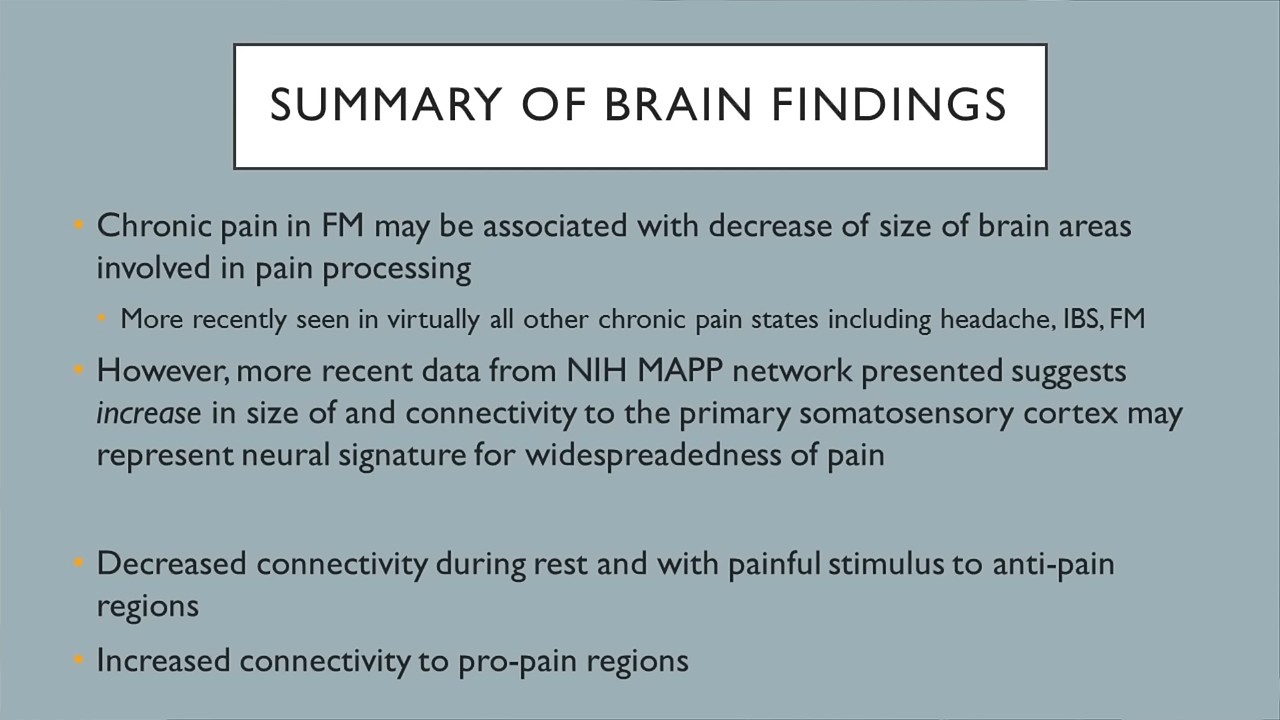 SUMMARY OF BRAIN FINDINGS
• Chronic pain in FM may be associated with decrease of size of brain areas
involved in pain processing
• More recently seen in virtually all other chronic pain states including headache, IBS, FM
• However, more recent data from NIH MAPP network presented suggests
increase in size of and connectivity to the primary somatosensory cortex may
represent neural signature for widespreadedness of pain
• Decreased connectivity during rest and with painful stimulus to anti-pain
regions
• Increased connectivity to pro-pain regions